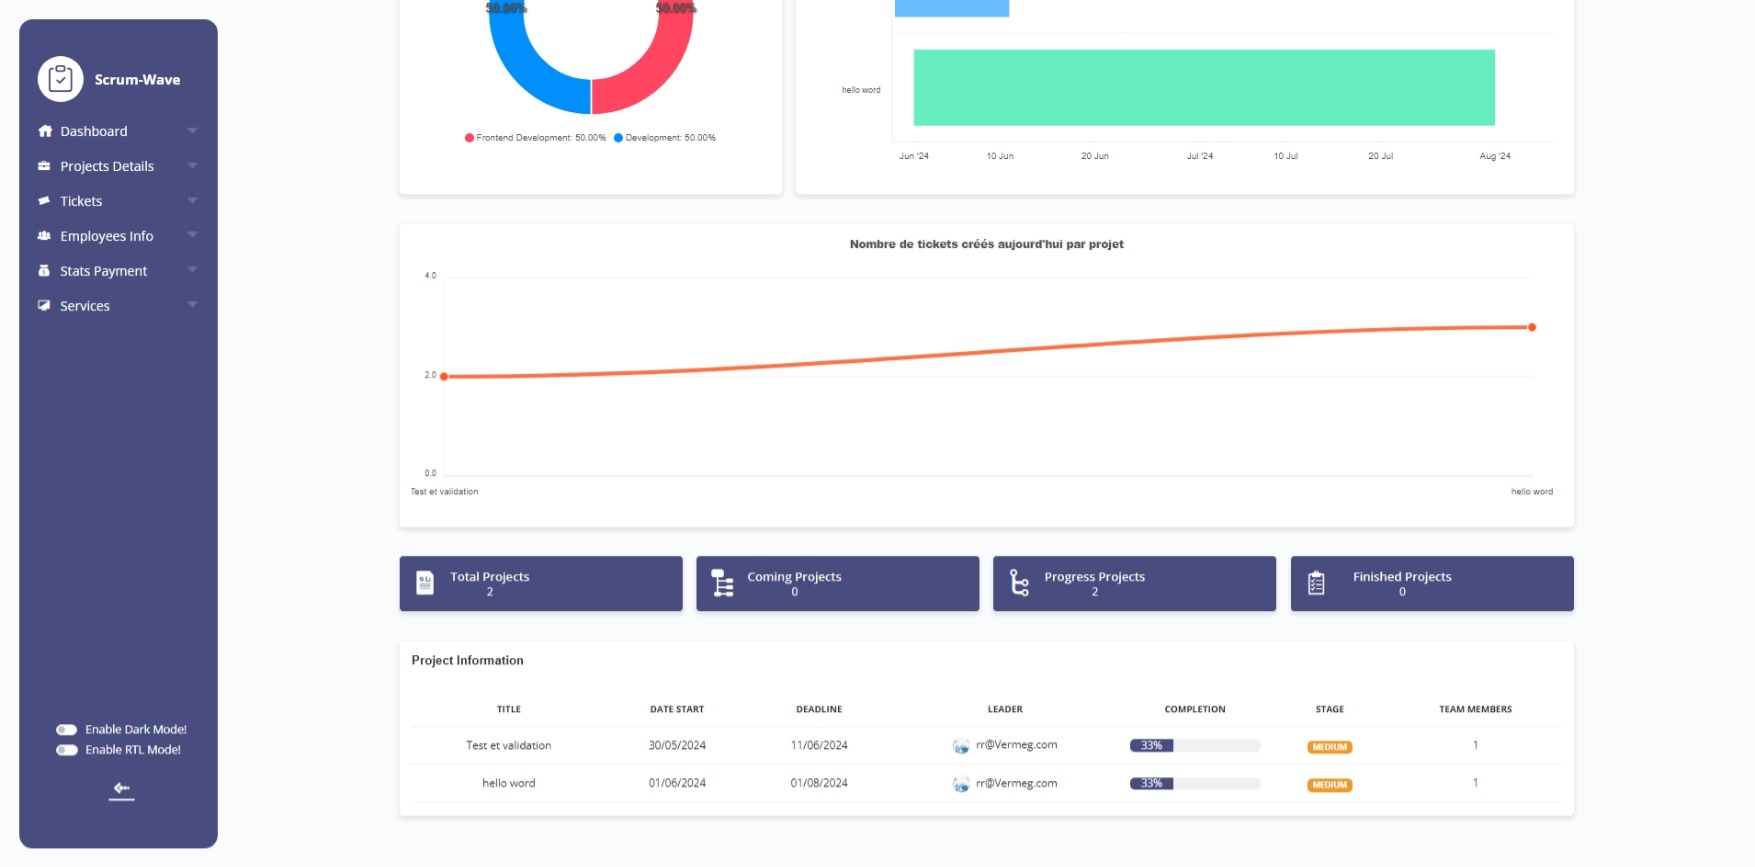 Scrum-Wave
Dashboard
Projects Details
Tickets
Employees Info
Stats Payment
Services
Enable Dark Mode!
Enable RTL Mode!
50.00% 50.00%
Frontend Development: 50.00% Development: 50.00%
hello word
Jun '24 10 Jun 20 Jun Jul '24 10 Jul 20 Jul Aug '24
Nombre de tickets créés aujourd'hui par projet
4.0
2.0
0.0
Test et validation hello word
Total Projects
2
Coming Projects
0
Progress Projects
2
Finished Projects
0
Project Information
TITLE DATE START DEADLINE LEADER COMPLETION STAGE TEAM MEMBERS
Test et validation 30/05/2024 11/06/2024 rr@Vermeg.com 33% MEDIUM 1
hello word 01/06/2024 01/08/2024 rr@Vermeg.com 33% MEDIUM 1